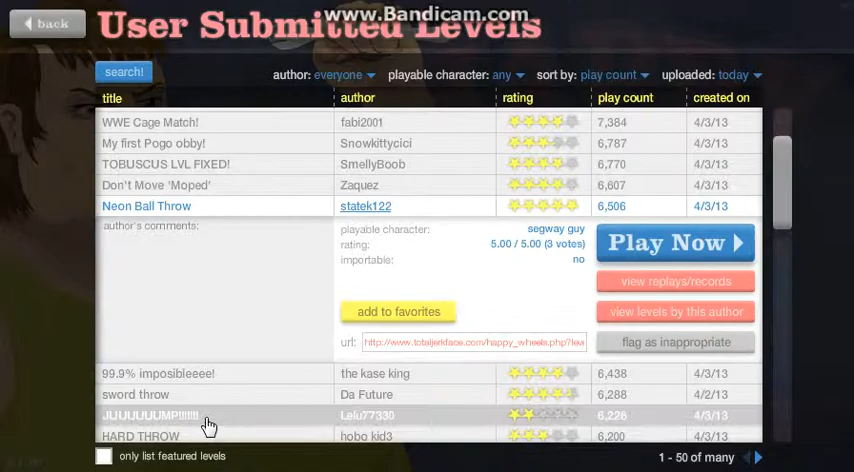 www.Bandicam.com
back
User Submitted Levels
search!
author: everyone playable character: any sort by: play count uploaded: today
title author rating play count created on
WWE Cage Match! fabi2001 7,384 4/3/13
My first Pogo obby! Snowkittycici 6,787 4/3/13
TOBUSCUS LVL FIXED! SmellyBoob 6,770 4/3/13
Don't Move 'Moped' Zaquez 6,607 4/3/13
Neon Ball Throw statek122 6,506 4/3/13
author's comments:
playable character: segway guy
rating: 5.00 / 5.00 (3 votes)
importable: no
Play Now
view replays/records
add to favorites
view levels by this author
url: http://www.totaljerkface.com/happy_wheels.php?lev
flag as inappropriate
99.9% imposibleeee! the kase king 6,438 4/3/13
sword throw Da Future 6,288 4/2/13
Lelu77330 6,226 4/3/13
HARD THROW hobo kid3 6,200 4/3/13
only list featured levels
1 - 50 of many